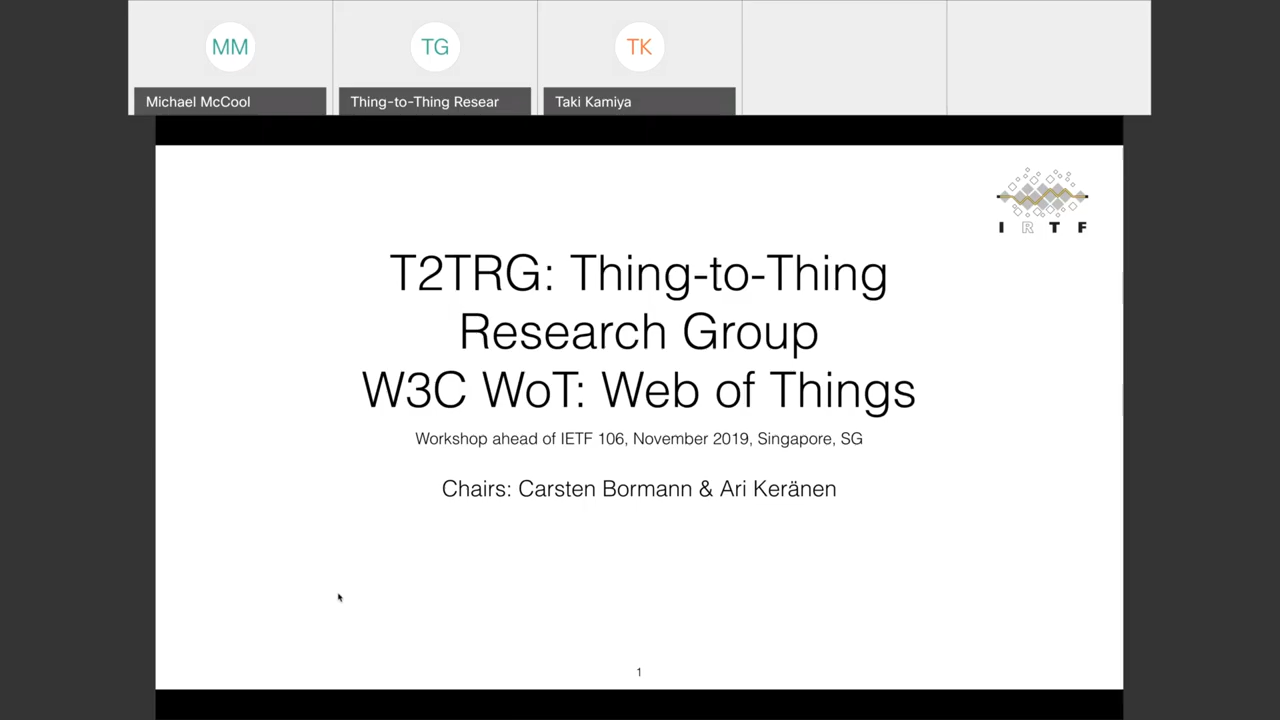 MM
TG
TK
Michael McCool
Thing-to-Thing Resear
Taki Kamiya
I R T F
T2TRG: Thing-to-Thing
Research Group
W3C WoT: Web of Things
Workshop ahead of IETF 106, November 2019, Singapore, SG
Chairs: Carsten Bormann & Ari Keränen
1